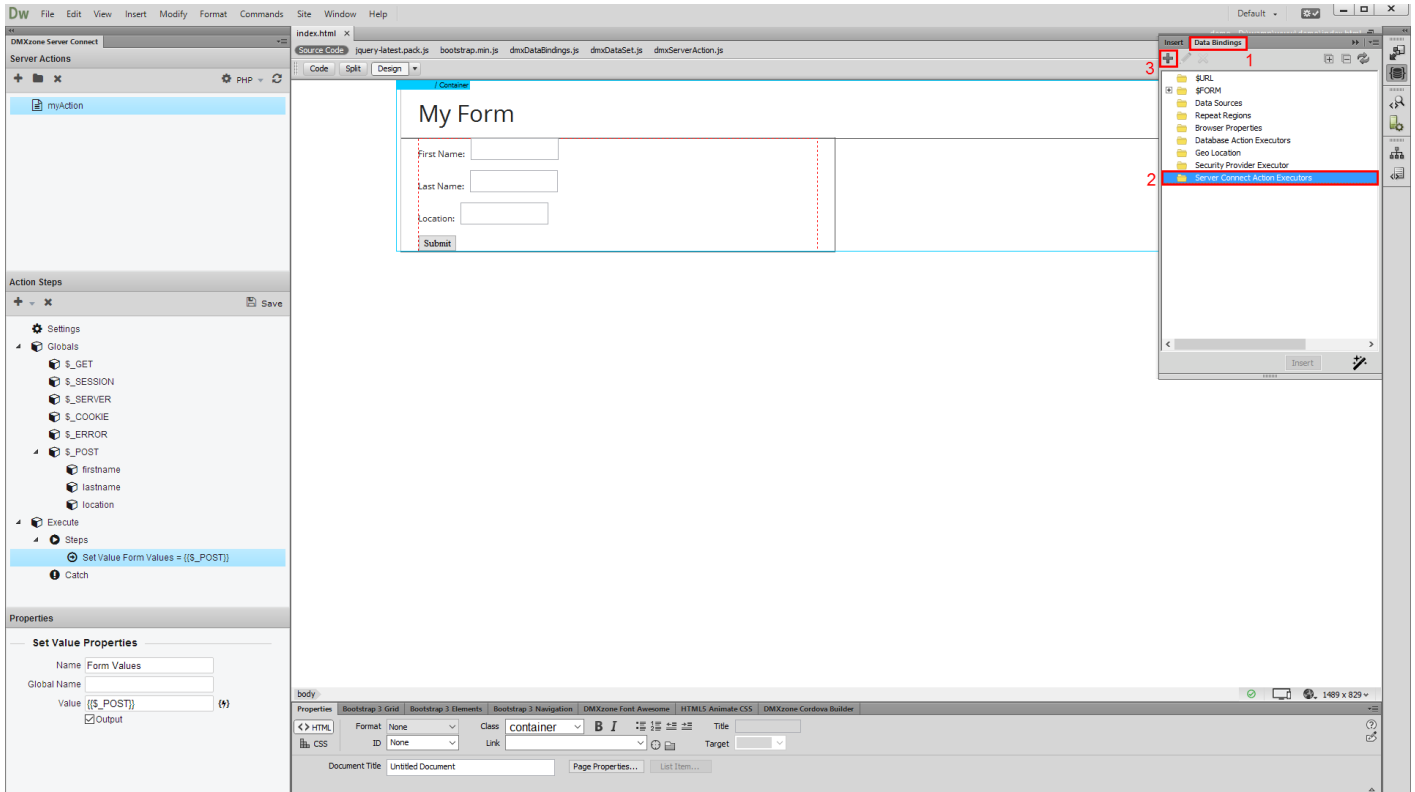 Dw File Edit View Insert Modify Format Commands Site Window Help Default
DMXzone Server Connect
Server Actions
PHP
myAction
Action Steps
Save
Settings
Globals
$_GET
$_SESSION
$_SERVER
$_COOKIE
$_ERROR
$_POST
firstname
lastname
location
Execute
Steps
Set Value Form Values = {{$_POST}}
Catch
Properties
Set Value Properties
Name Form Values
Global Name
Value {{$_POST}}
Output
index.html
Source Code jquery-latest.pack.js bootstrap.min.js dmxDataBindings.js dmxDataSet.js dmxServerAction.js
Code Split Design
/ Container
My Form
First Name:
Last Name:
Location:
Submit
Insert Data Bindings
1
3
$URL
$FORM
Data Sources
Repeat Regions
Browser Properties
Database Action Executors
Geo Location
Security Provider Executor
2 Server Connect Action Executors
Insert
body 1489 x 829
Properties Bootstrap 3 Grid Bootstrap 3 Elements Bootstrap 3 Navigation DMXzone Font Awesome HTML5 Animate CSS DMXzone Cordova Builder
<> HTML Format None Class container B I Title
CSS ID None Link Target
Document Title Untitled Document Page Properties... List Item...